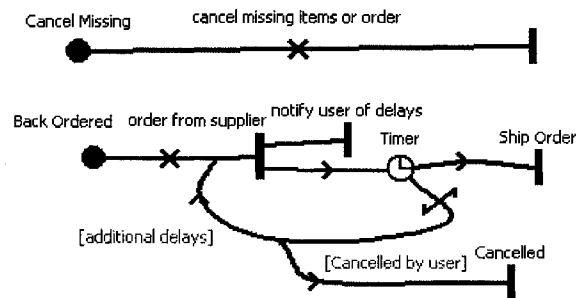 Cancel Missing
cancel missing items or order
Back Ordered
order from supplier
notify user of delays
Timer
Ship Order
[additional delays]
[Cancelled by user]
Cancelled